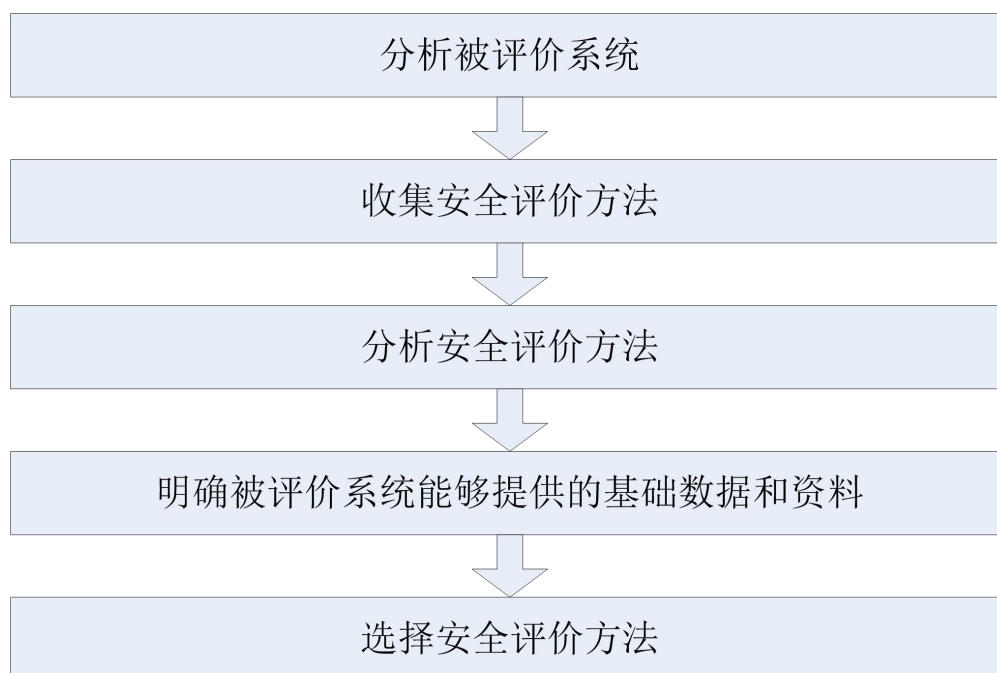 分析被评价系统
收集安全评价方法
分析安全评价方法
明确被评价系统能够提供的基础数据和资料
选择安全评价方法